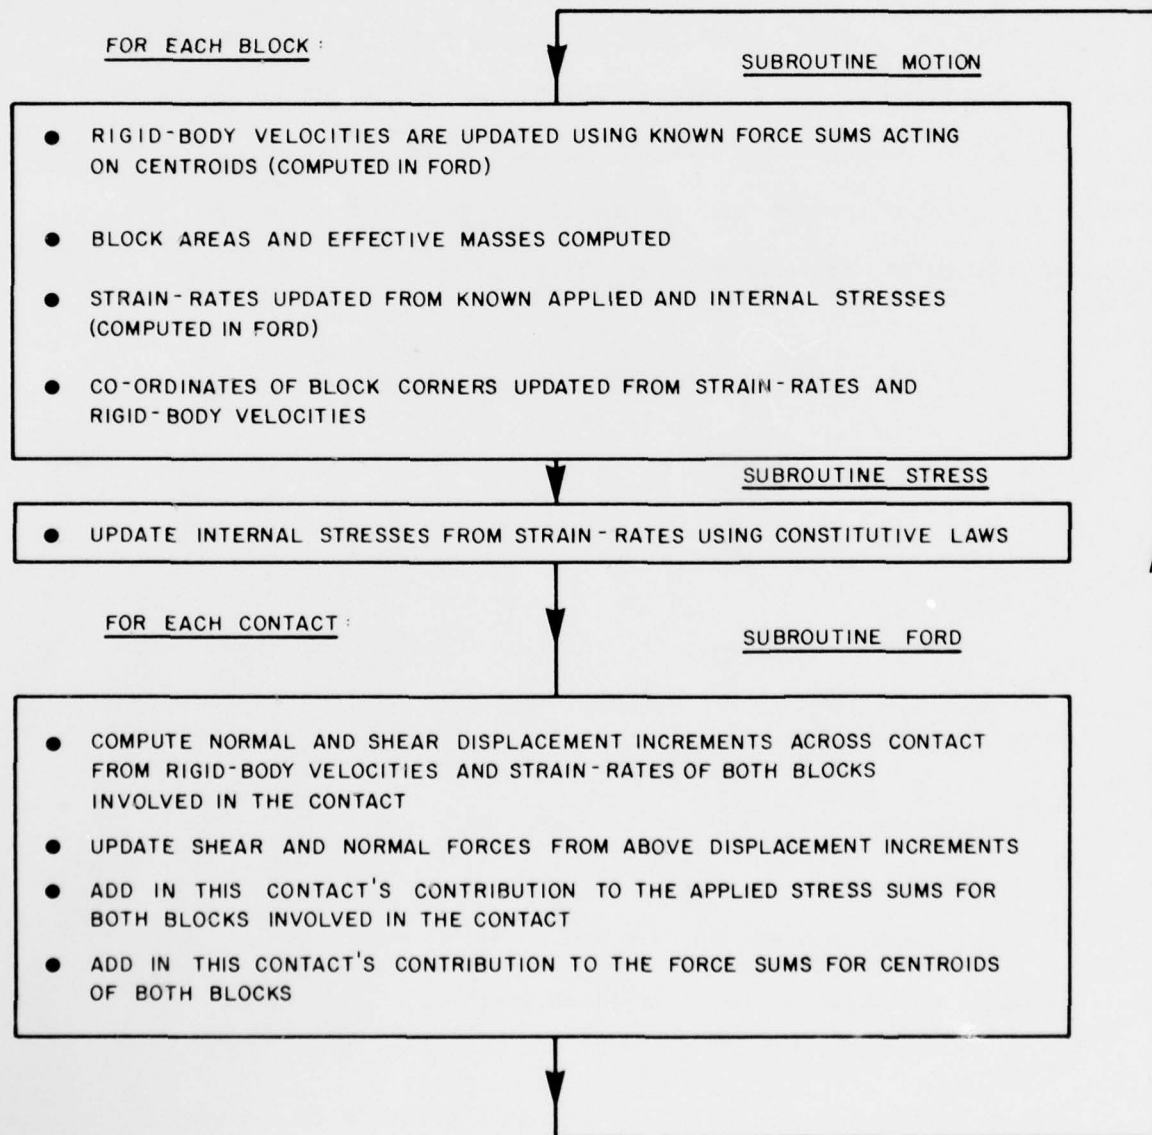 FOR EACH BLOCK:
SUBROUTINE MOTION
● RIGID-BODY VELOCITIES ARE UPDATED USING KNOWN FORCE SUMS ACTING
ON CENTROIDS (COMPUTED IN FORD)
● BLOCK AREAS AND EFFECTIVE MASSES COMPUTED
● STRAIN-RATES UPDATED FROM KNOWN APPLIED AND INTERNAL STRESSES
(COMPUTED IN FORD)
● CO-ORDINATES OF BLOCK CORNERS UPDATED FROM STRAIN-RATES AND
RIGID-BODY VELOCITIES
SUBROUTINE STRESS
● UPDATE INTERNAL STRESSES FROM STRAIN-RATES USING CONSTITUTIVE LAWS
FOR EACH CONTACT:
SUBROUTINE FORD
● COMPUTE NORMAL AND SHEAR DISPLACEMENT INCREMENTS ACROSS CONTACT
FROM RIGID-BODY VELOCITIES AND STRAIN-RATES OF BOTH BLOCKS
INVOLVED IN THE CONTACT
● UPDATE SHEAR AND NORMAL FORCES FROM ABOVE DISPLACEMENT INCREMENTS
● ADD IN THIS CONTACT'S CONTRIBUTION TO THE APPLIED STRESS SUMS FOR
BOTH BLOCKS INVOLVED IN THE CONTACT
● ADD IN THIS CONTACT'S CONTRIBUTION TO THE FORCE SUMS FOR CENTROIDS
OF BOTH BLOCKS